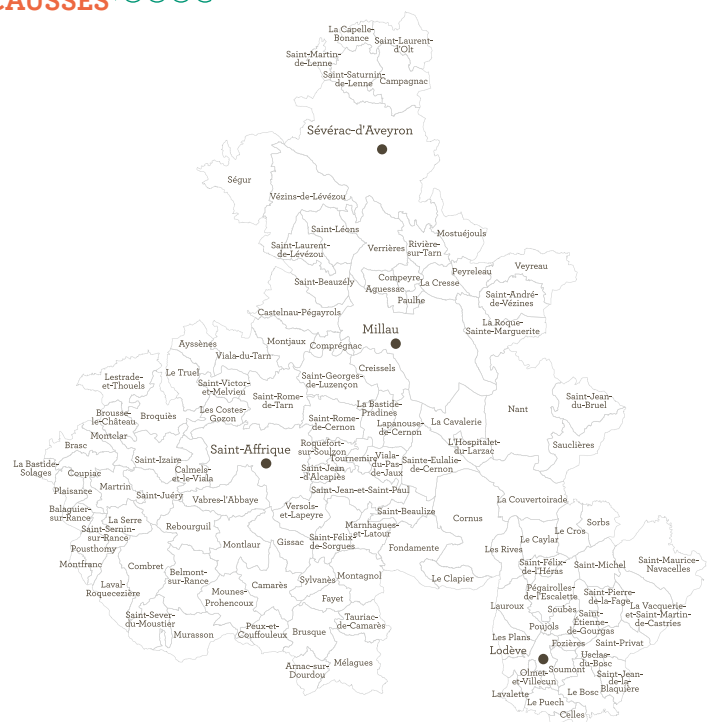 CAUSSES
La Capelle-
Bonance
Saint-Laurent-
d'Olt
Saint-Martin-
de-Lenne
Saint-Saturnin-
de-Lenne
Campagnac
Sévérac-d'Aveyron
Ségur
Vézins-de-Lévézou
Saint-Léons
Mostuéjouls
Saint-Laurent-
de-Lévézou
Verrières
Rivière-
sur-Tarn
Veyreau
Peyreleau
Saint-Beauzély
Compeyre
La Cresse
Aguessac
Paulhe
Saint-André-
de-Vézines
Castelnau-Pégayrols
La Roque-
Sainte-Marguerite
Millau
Ayssènes
Montjaux
Comprégnac
Viala-du-Tarn
Creissels
Le Truel
Saint-Georges-
de-Luzençon
Lestrade-
et-Thouels
Saint-Victor-
et-Melvieu
Saint-Rome-
de-Tarn
Saint-Jean-
du-Bruel
La Bastide-
Pradines
Nant
Brousse-
le-Château
Broquiès
Les Costes-
Gozon
Saint-Rome-
de-Cernon
Lapanouse-
de-Cernon
La Cavalerie
Montclar
Brasc
Saint-Affrique
Roquefort-
sur-Soulzon
L'Hospitalet-
du-Larzac
Sauclières
La Bastide-
Solages
Coupiac
Saint-Izaire
Calmels-
et-le-Viala
Tournemire
Viala-
du-Pas-
de-Jaux
Sainte-Eulalie-
de-Cernon
Saint-Jean
-d'Alcapiès
Plaisance
Martrin
Saint-Juéry
Vabres-l'Abbaye
Saint-Jean-et-Saint-Paul
La Couvertoirade
Balaguier-
sur-Rance
Versols-
et-Lapeyre
Saint-Beaulize
La Serre
Rebourguil
Marnhagues-
et-Latour
Cornus
Sorbs
Saint-Sernin-
sur-Rance
Le Cros
Pousthomy
Montlaur
Gissac
Saint-Félix-
de-Sorgues
Fondamente
Les Rives
Le Caylar
Montfranc
Combret
Belmont-
sur-Rance
Saint-Félix-
de-l'Héras
Saint-Michel
Saint-Maurice-
Navacelles
Laval-
Roquecezière
Mounes-
Prohencoux
Camarès
Sylvanès
Montagnol
Le Clapier
Pégairolles-
de-l'Escalette
Saint-Pierre-
de-la-Fage
Fayet
Lauroux
Soubès
La Vacquerie-
et-Saint-Martin-
de-Castries
Saint-Sever-
du-Moustier
Murasson
Peux-et-
Couffouleux
Brusque
Tauriac-
de-Camarès
Saint-
Étienne-
de-Gourgas
Poujols
Les Plans
Fozières
Saint-Privat
Lodève
Usclas-
du-Bosc
Arnac-sur-
Dourdou
Mélagues
Olmet-
et-Villecun
Soumont
Saint-Jean-
de-la-
Blaquière
Lavalette
Le Bosc
Le Puech
Celles